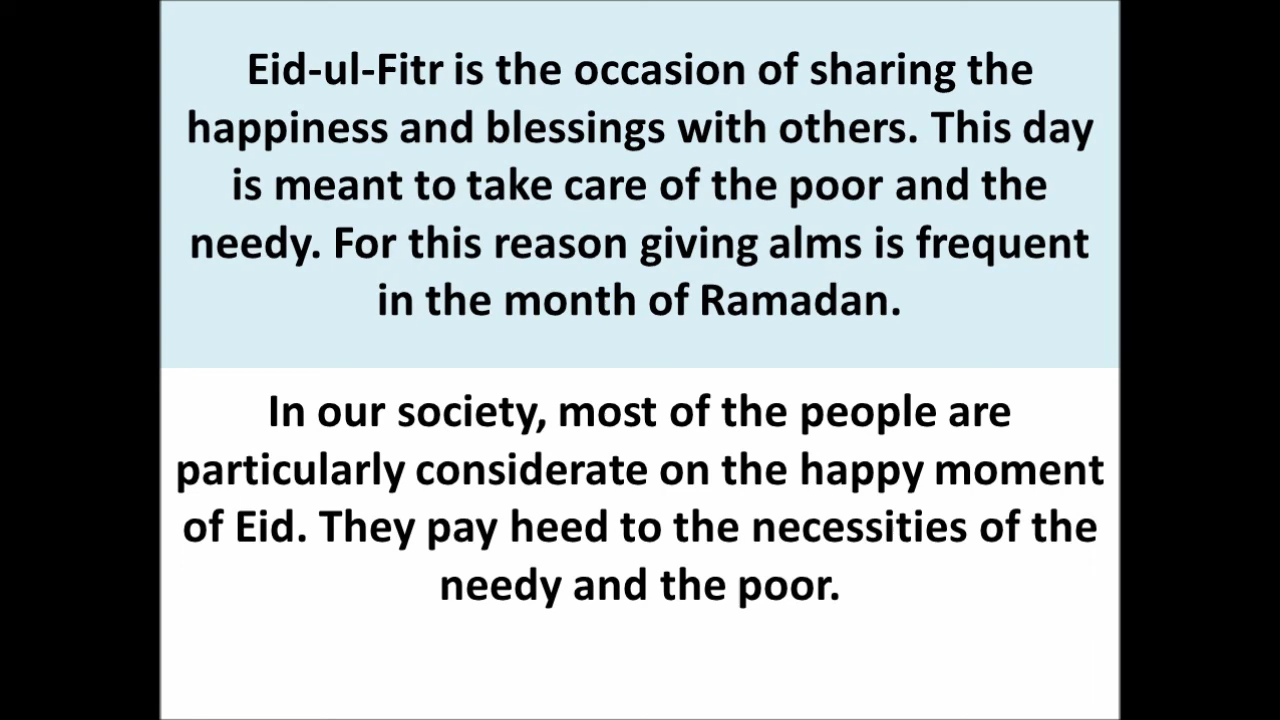 Eid-ul-Fitr is the occasion of sharing the
happiness and blessings with others. This day
is meant to take care of the poor and the
needy. For this reason giving alms is frequent
in the month of Ramadan.
In our society, most of the people are
particularly considerate on the happy moment
of Eid. They pay heed to the necessities of the
needy and the poor.